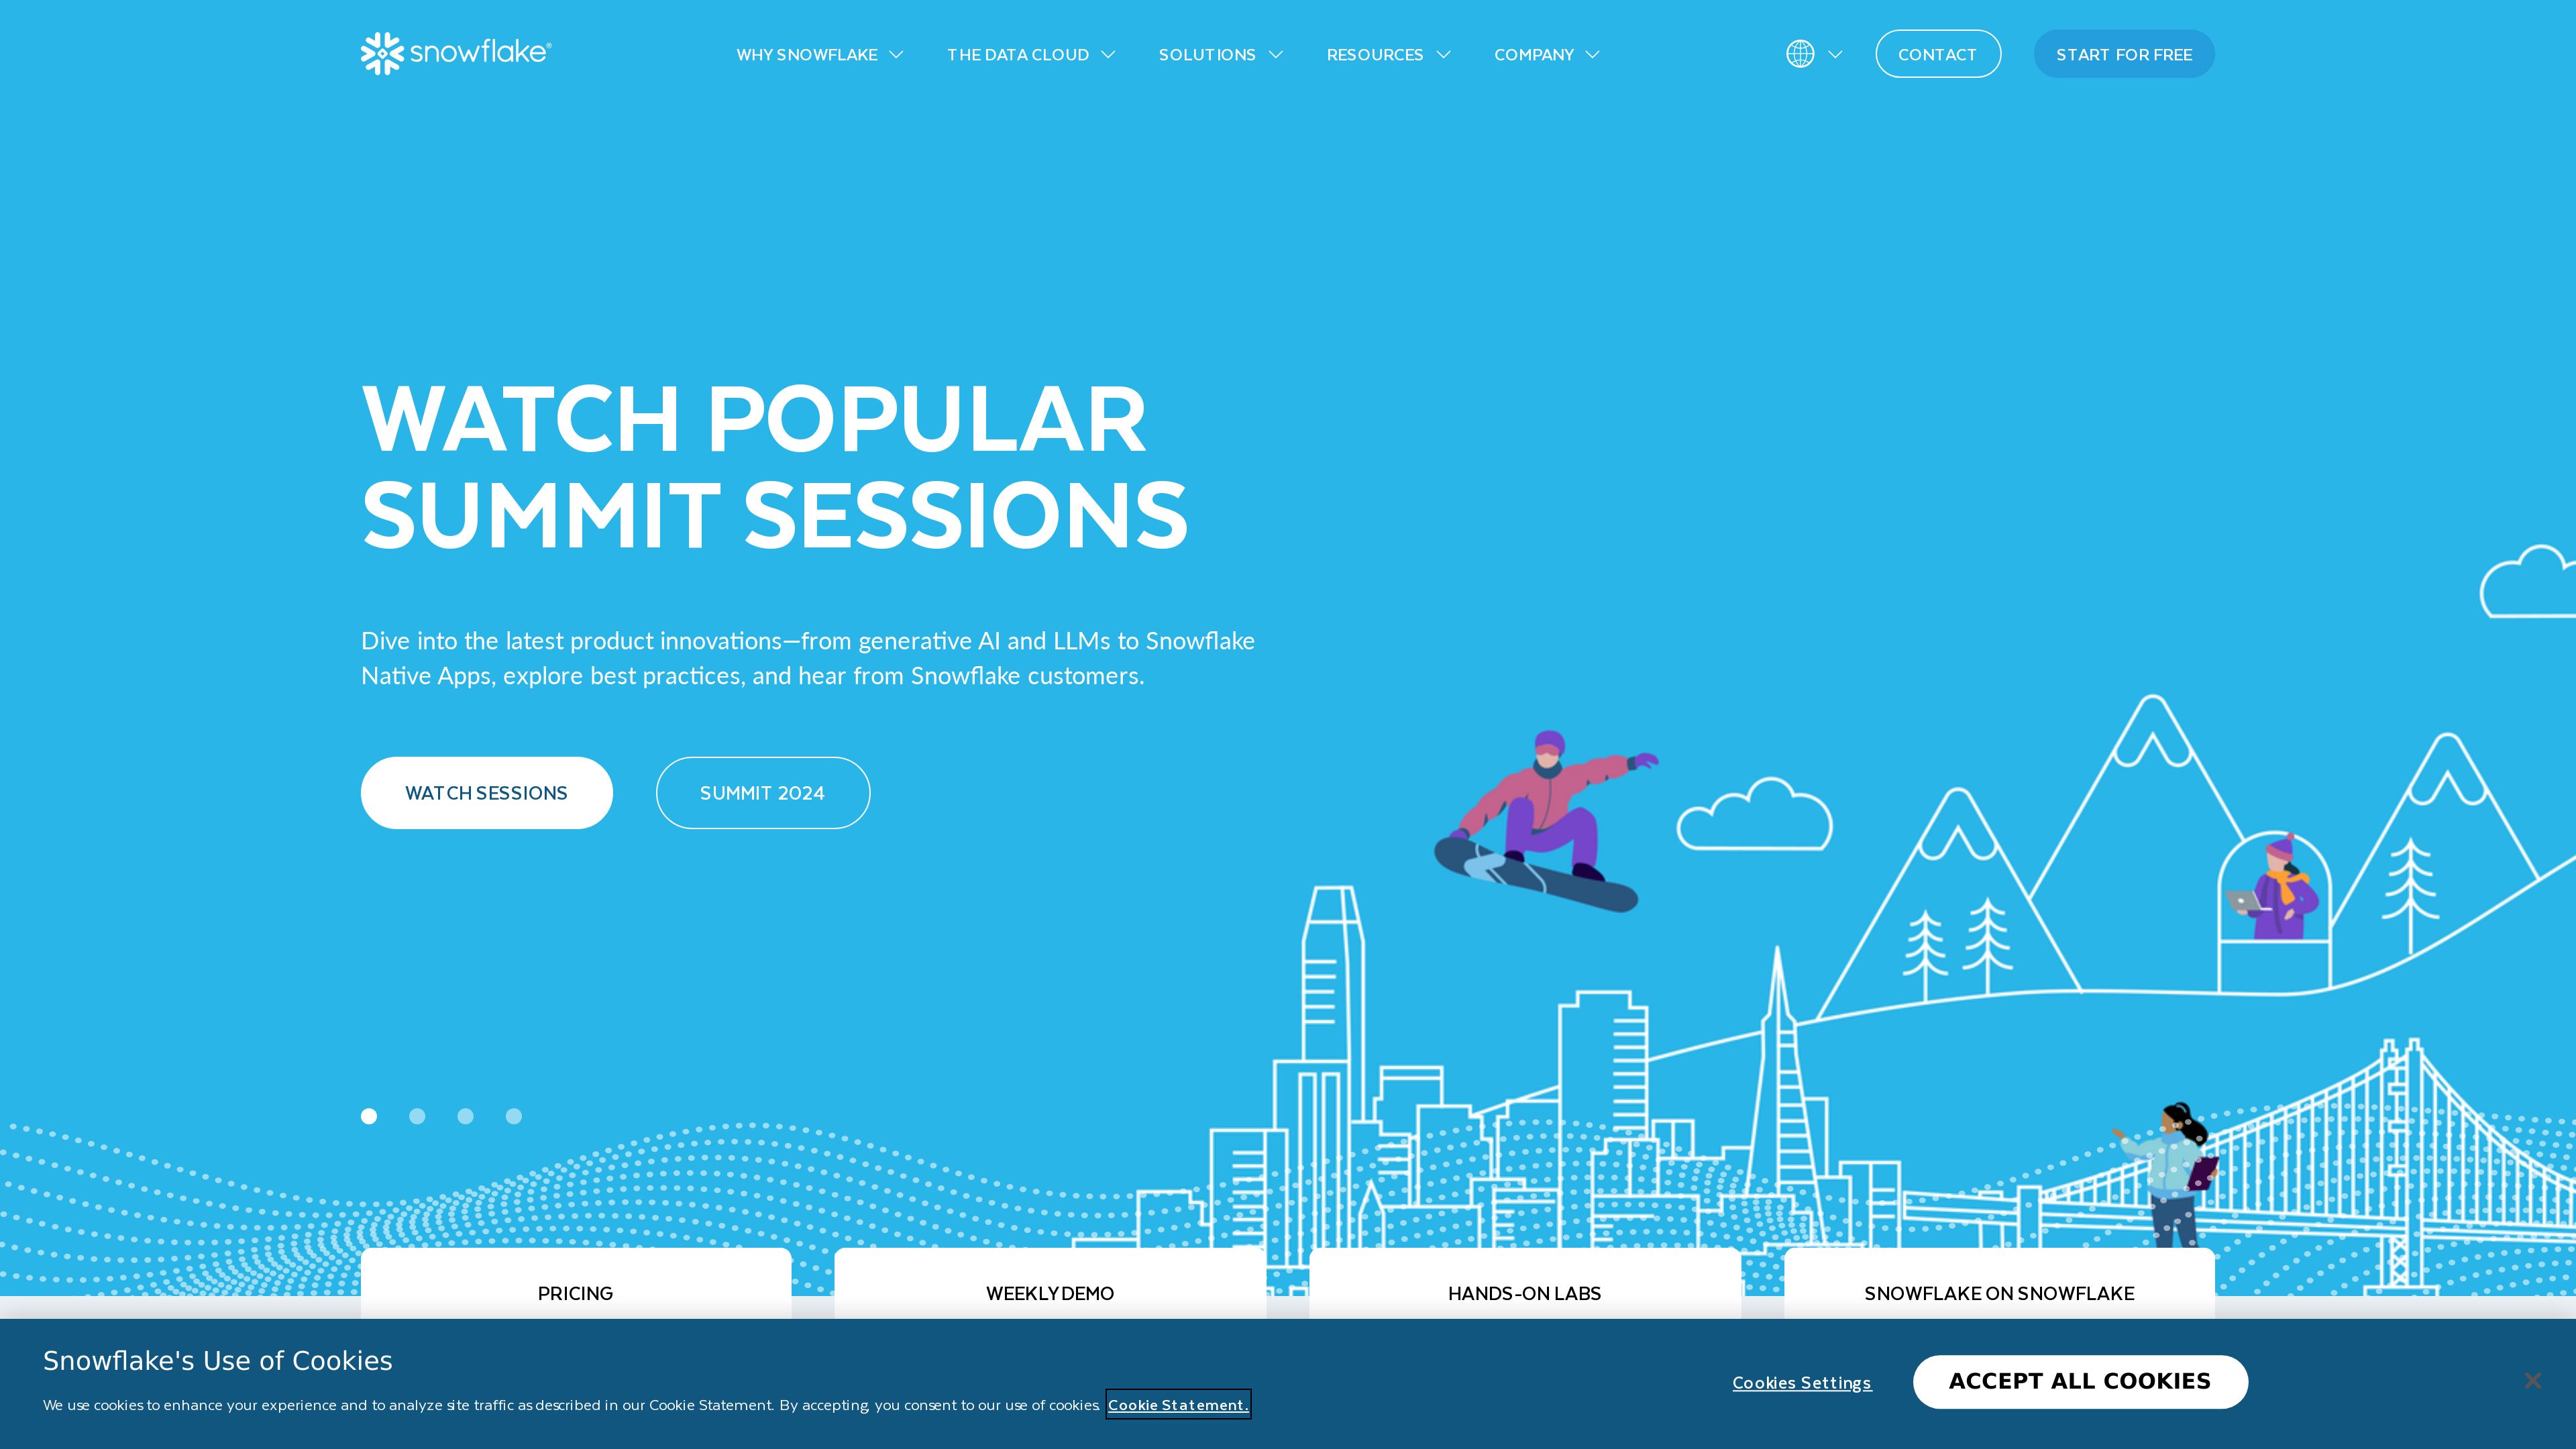 snowflake®
WHY SNOWFLAKE
THE DATA CLOUD
SOLUTIONS
RESOURCES
COMPANY
CONTACT
START FOR FREE
WATCH POPULAR
SUMMIT SESSIONS
Dive into the latest product innovations—from generative AI and LLMs to Snowflake
Native Apps, explore best practices, and hear from Snowflake customers.
WATCH SESSIONS
SUMMIT 2024
PRICING
WEEKLY DEMO
HANDS-ON LABS
SNOWFLAKE ON SNOWFLAKE
Snowflake's Use of Cookies
We use cookies to enhance your experience and to analyze site traffic as described in our Cookie Statement. By accepting, you consent to our use of cookies. Cookie Statement.
Cookies Settings
ACCEPT ALL COOKIES